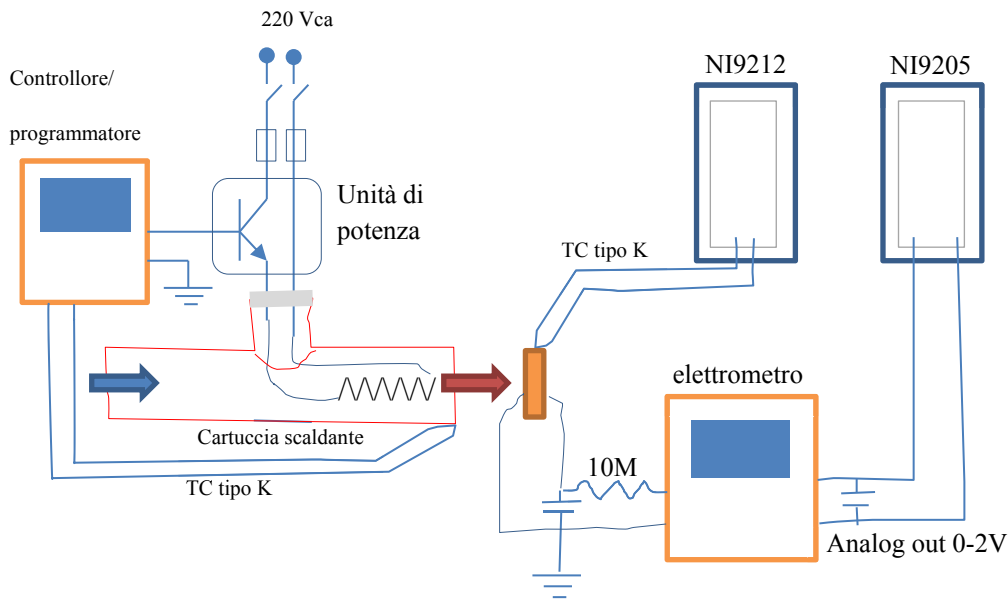 220 Vca
Controllore/
programmatore
NI9212
NI9205
Unità di
potenza
TC tipo K
elettrometro
Cartuccia scaldante
10M
TC tipo K
Analog out 0-2V